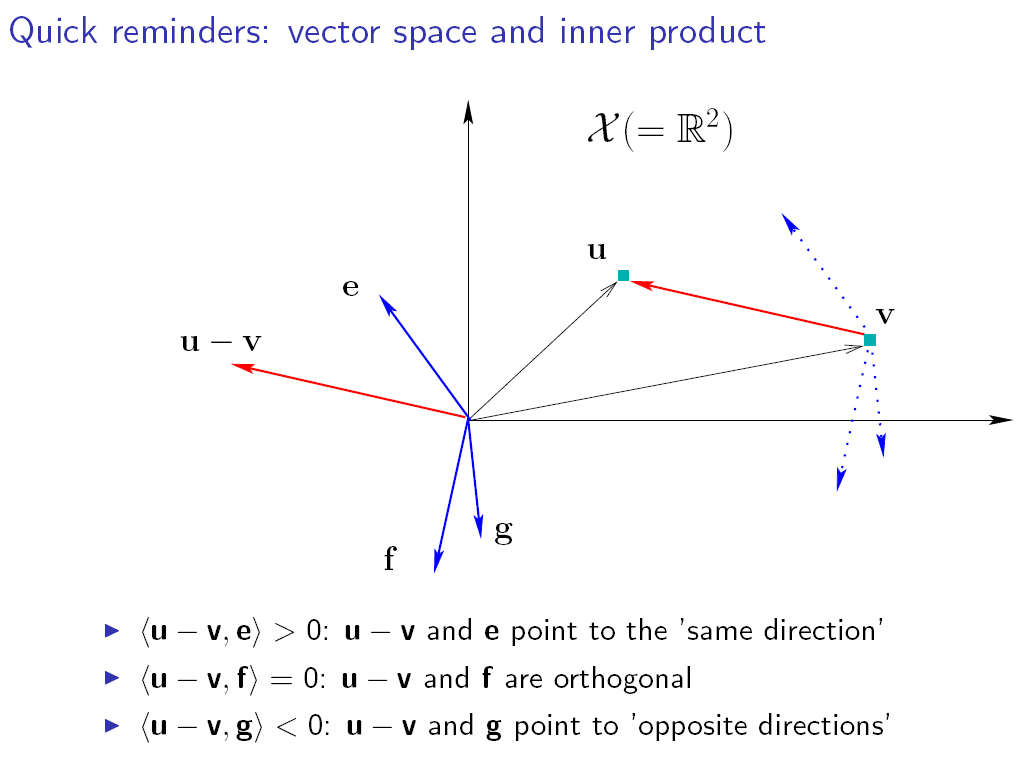 Quick reminders: vector space and inner product
𝒳(= ℝ²)
u
e
v
u − v
g
f
▶ ⟨u − v, e⟩ > 0: u − v and e point to the 'same direction'
▶ ⟨u − v, f⟩ = 0: u − v and f are orthogonal
▶ ⟨u − v, g⟩ < 0: u − v and g point to 'opposite directions'